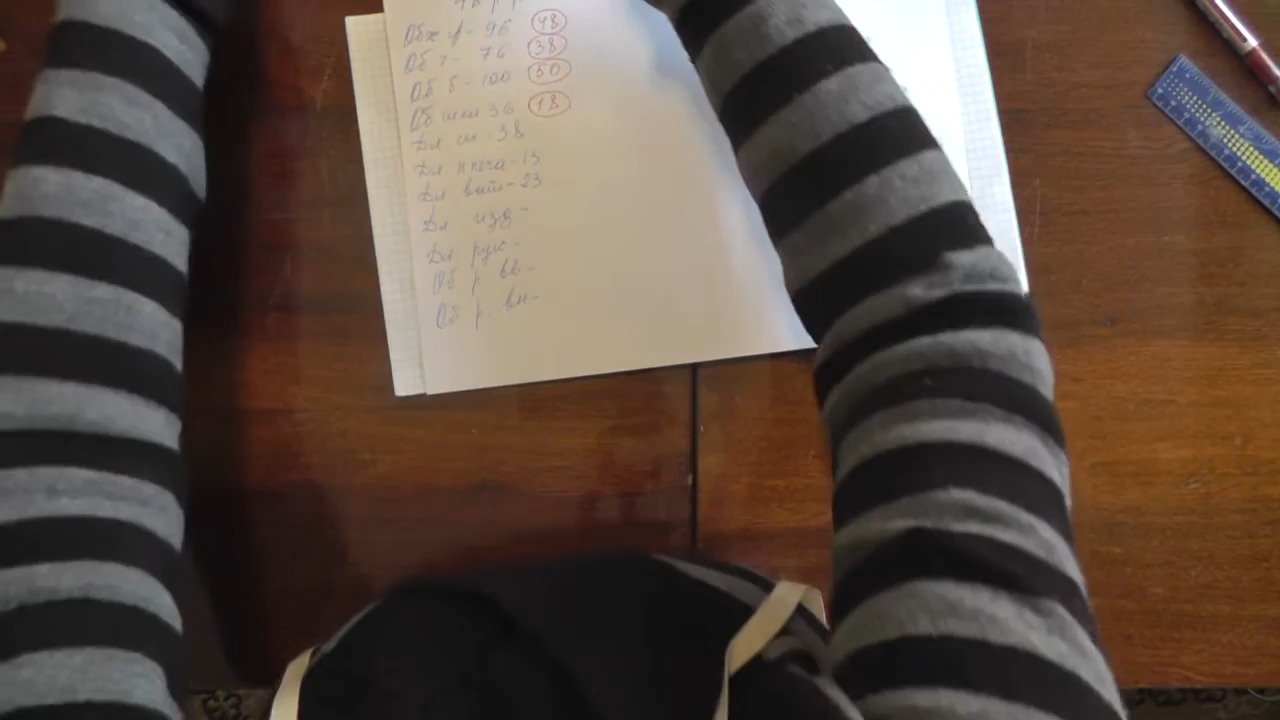 Об г - 96 48
Об т - 76 38
Об б - 100 50
Об шеи 36 18
Дл сп - 38
Дл плеча - 13
Дл выт - 23
Дл изд -
Дл рук -
Об р вв -
Об р. вн -